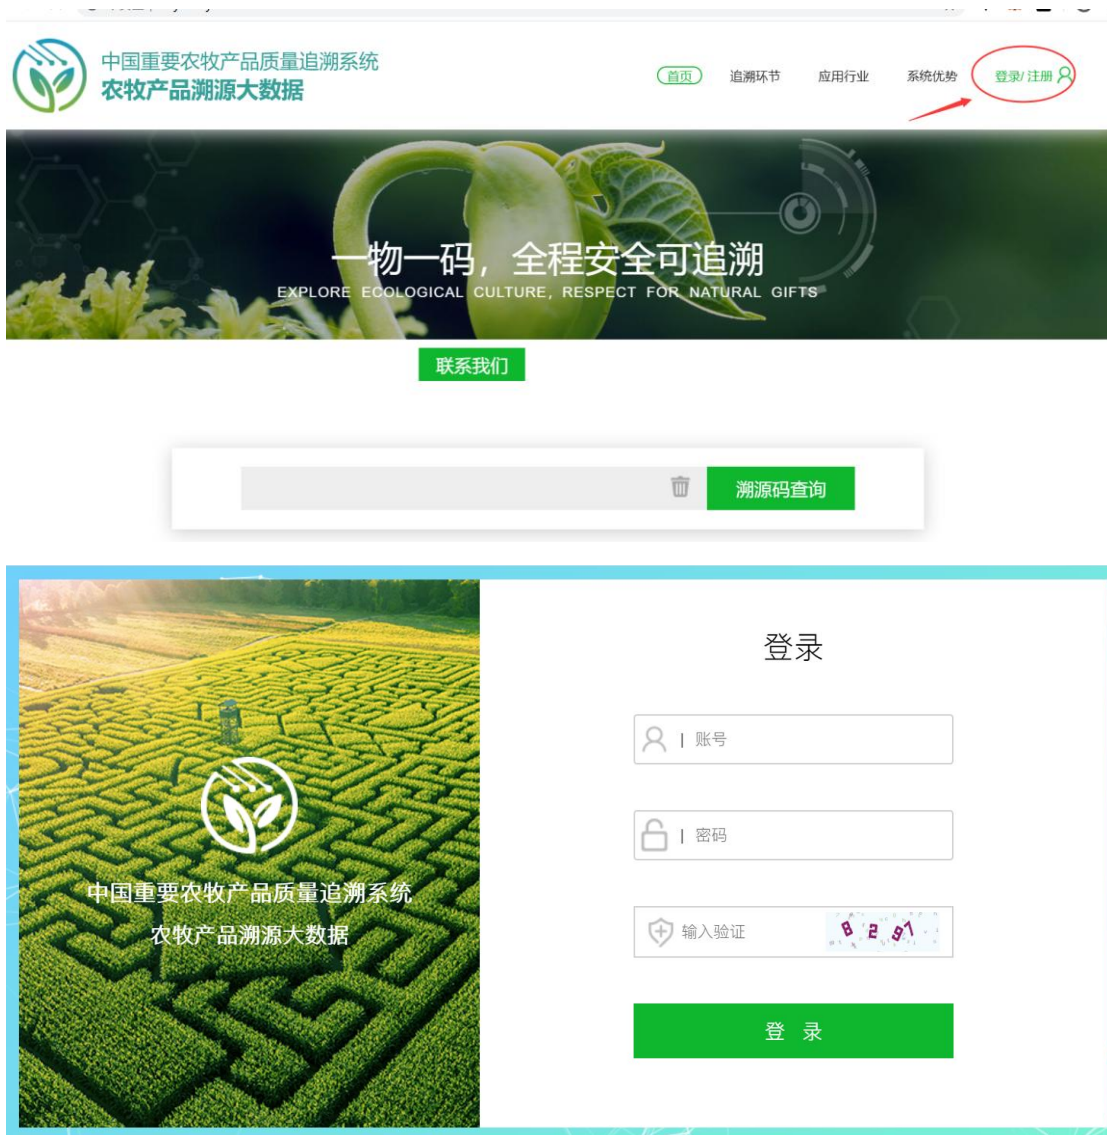 中国重要农牧产品质量追溯系统
农牧产品溯源大数据
首页 追溯环节 应用行业 系统优势 登录/注册
一物一码，全程安全可追溯
EXPLORE ECOLOGICAL CULTURE, RESPECT FOR NATURAL GIFTS
联系我们
溯源码查询
登录
账号
密码
输入验证 8297
登 录
中国重要农牧产品质量追溯系统
农牧产品溯源大数据